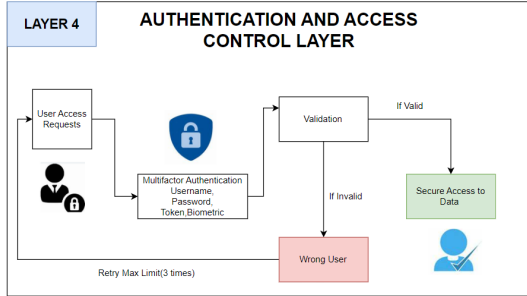 LAYER 4
AUTHENTICATION AND ACCESS
CONTROL LAYER
User Access
Requests
Multifactor Authentication
Username,
Password,
Token,Biometric
Validation
If Valid
If Invalid
Secure Access to
Data
Wrong User
Retry Max Limit(3 times)